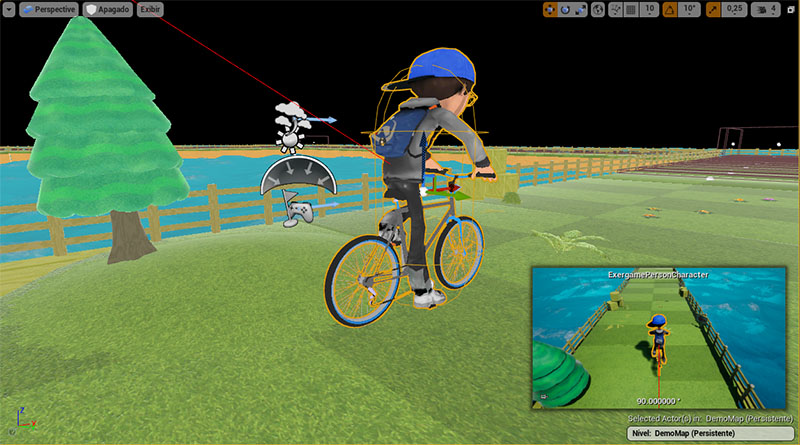 Perspective Apagado Exibir 10 10° 0,25 4
ExergamePersonCharacter
90.000000 °
Selected Actor(s) in: DemoMap (Persistente)
Nível: DemoMap (Persistente)
Z
X